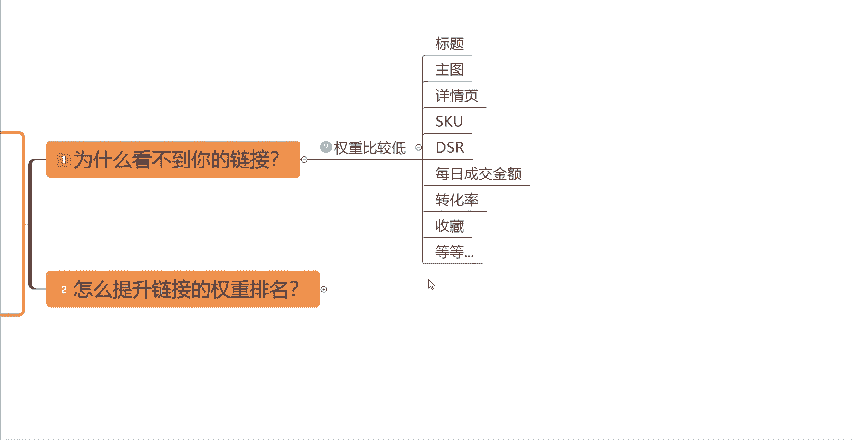 标题
主图
详情页
SKU
DSR
每日成交金额
转化率
收藏
等等...
1 为什么看不到你的链接?
权重比较低
2 怎么提升链接的权重排名?